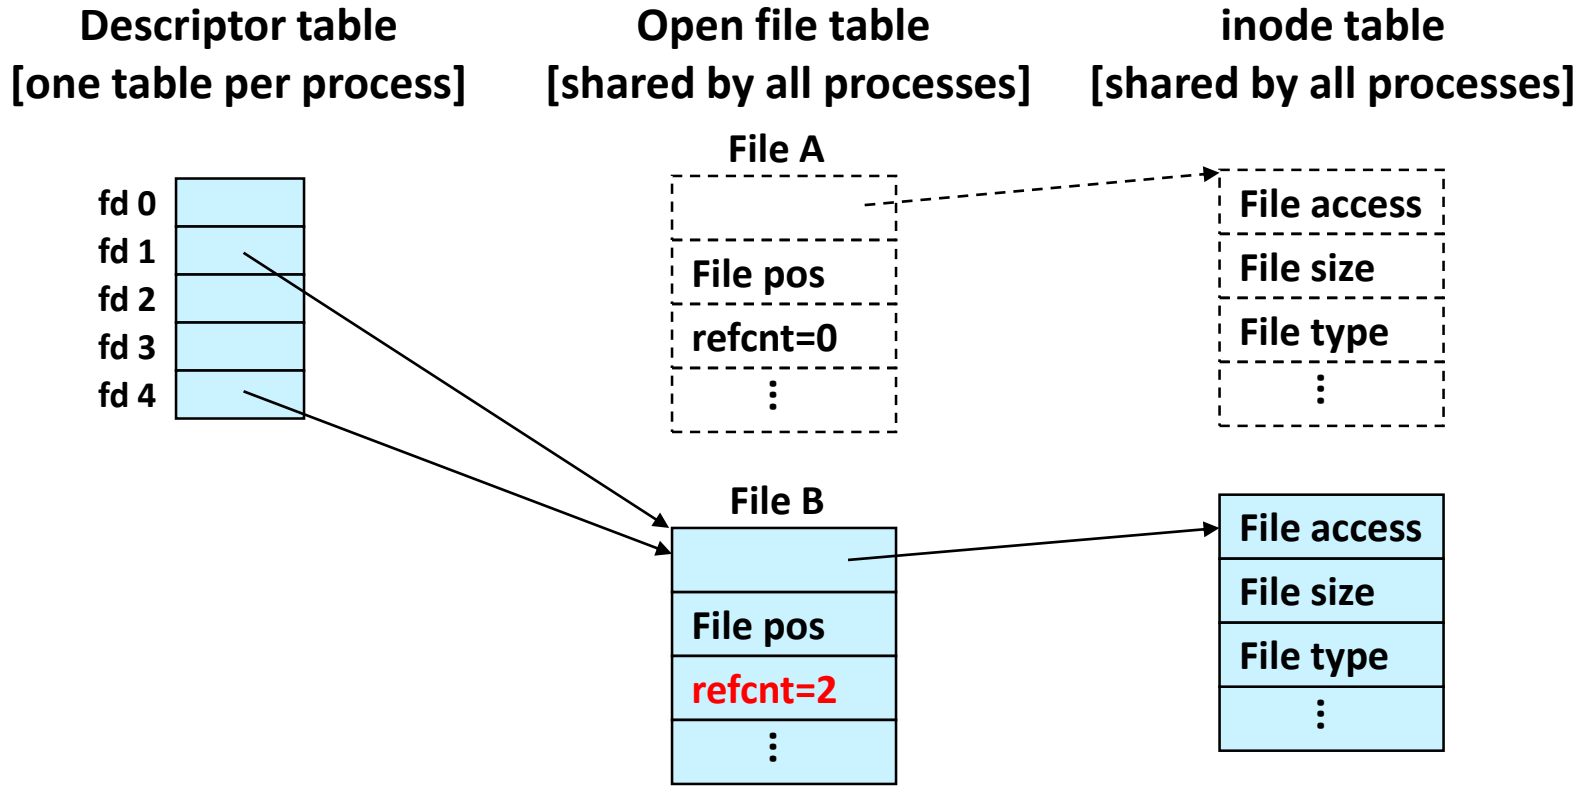 Descriptor table
[one table per process]
Open file table
[shared by all processes]
inode table
[shared by all processes]
fd 0
fd 1
fd 2
fd 3
fd 4
File A
File pos
refcnt=0
⋮
File access
File size
File type
⋮
File B
File pos
refcnt=2
⋮
File access
File size
File type
⋮